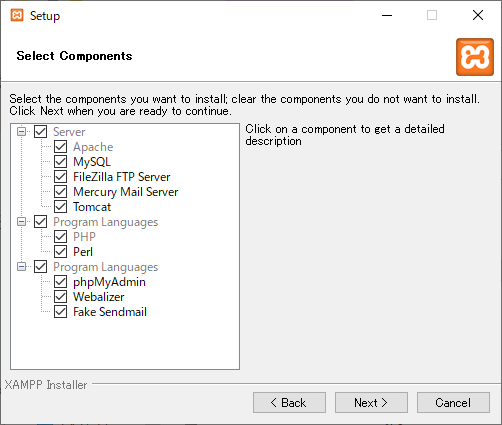 Setup
Select Components
Select the components you want to install; clear the components you do not want to install.
Click Next when you are ready to continue.
Server
Apache
MySQL
FileZilla FTP Server
Mercury Mail Server
Tomcat
Program Languages
PHP
Perl
Program Languages
phpMyAdmin
Webalizer
Fake Sendmail
Click on a component to get a detailed
description
XAMPP Installer
< Back
Next >
Cancel